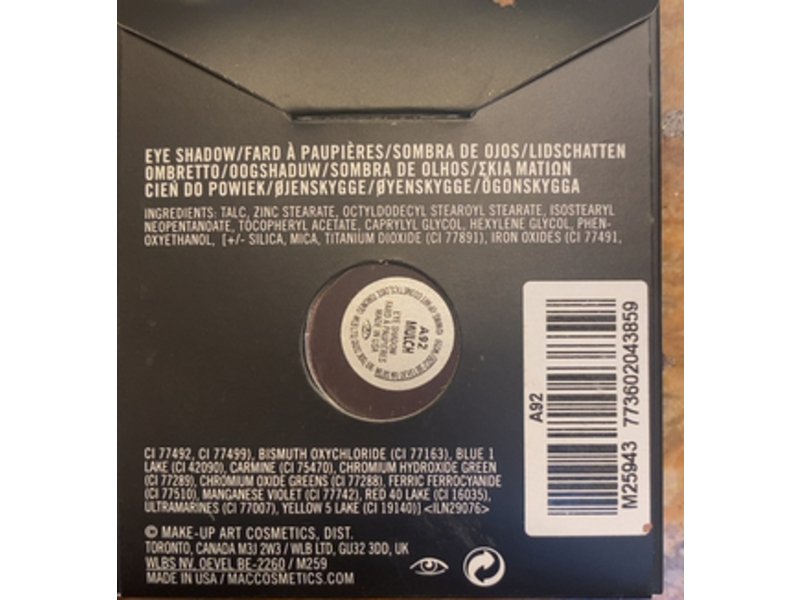 EYE SHADOW/FARD À PAUPIÈRES/SOMBRA DE OJOS/LIDSCHATTEN
OMBRETTO/OOGSHADUW/SOMBRA DE OLHOS/ΣΚΙΑ ΜΑΤΙΩΝ
CIEŃ DO POWIEK/ØJENSKYGGE/ØYENSKYGGE/ÖGONSKYGGA
INGREDIENTS: TALC, ZINC STEARATE, OCTYLDODECYL STEAROYL STEARATE, ISOSTEARYL
NEOPENTANOATE, TOCOPHERYL ACETATE, CAPRYLYL GLYCOL, HEXYLENE GLYCOL, PHEN-
OXYETHANOL, [+/- SILICA, MICA, TITANIUM DIOXIDE (CI 77891), IRON OXIDES (CI 77491,
A92
MULCH
EYE SHADOW
FARD À PAUPIÈRES
MADE IN USA
A92
M25943 773602043859
CI 77492, CI 77499), BISMUTH OXYCHLORIDE (CI 77163), BLUE 1
LAKE (CI 42090), CARMINE (CI 75470), CHROMIUM HYDROXIDE GREEN
(CI 77289), CHROMIUM OXIDE GREENS (CI 77288), FERRIC FERROCYANIDE
(CI 77510), MANGANESE VIOLET (CI 77742), RED 40 LAKE (CI 16035),
ULTRAMARINES (CI 77007), YELLOW 5 LAKE (CI 19140)] <ILN29076>
© MAKE-UP ART COSMETICS, DIST.
TORONTO, CANADA M3J 2W3 / WLB LTD, GU32 3DD, UK
WLBS NV. OEVEL BE-2260 / M259
MADE IN USA / MACCOSMETICS.COM